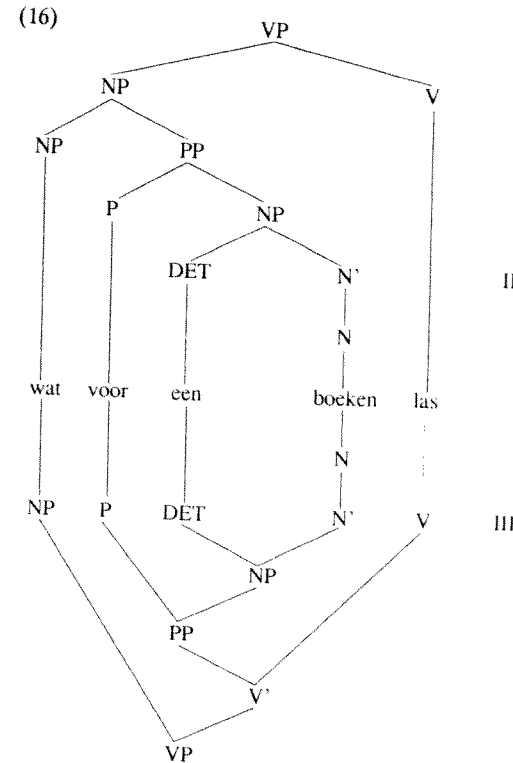 (16)
VP
NP V
NP PP
P NP
DET N'
II
N
wat voor een boeken las
N
NP P DET N' V III
NP
PP
V'
VP